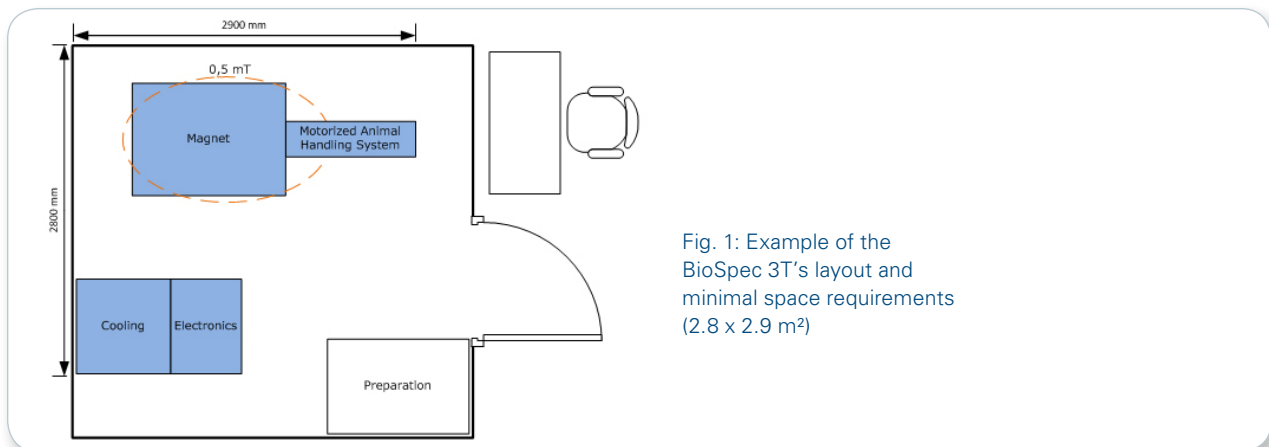 2900 mm
0,5 mT
Magnet
Motorized Animal
Handling System
2800 mm
Cooling
Electronics
Preparation
Fig. 1: Example of the
BioSpec 3T’s layout and
minimal space requirements
(2.8 x 2.9 m²)